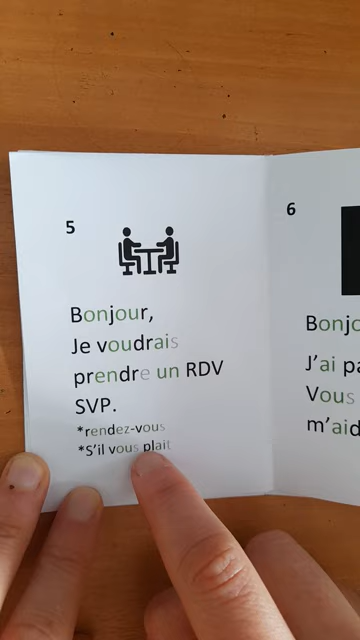 5
Bonjour,
Je voudrais
prendre un RDV
SVP.
*rendez-vous
*S'il vous plait
6
Bonjo
J'ai pa
Vous
m'aid